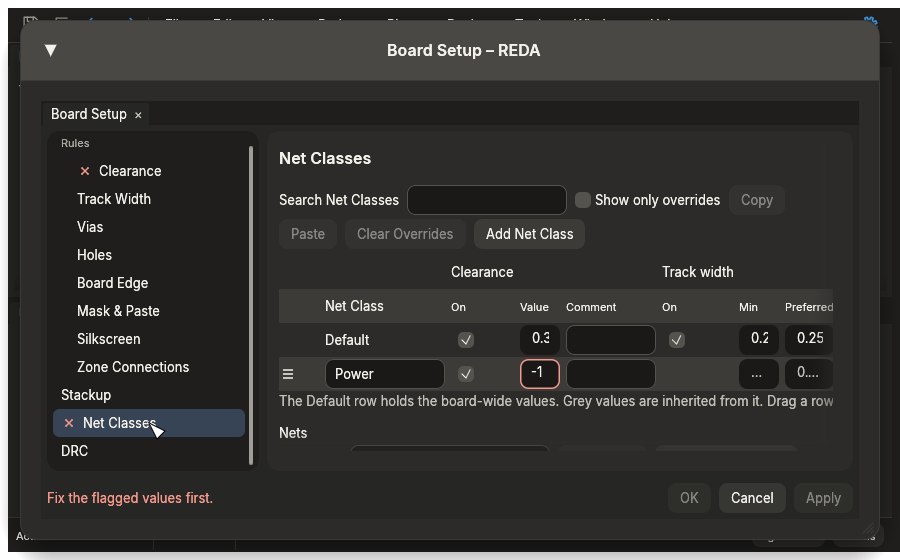 Board Setup – REDA
Board Setup ×
Rules
Clearance
Track Width
Vias
Holes
Board Edge
Mask & Paste
Silkscreen
Zone Connections
Stackup
Net Classes
DRC
Net Classes
Search Net Classes Show only overrides Copy
Paste Clear Overrides Add Net Class
Clearance Track width
Net Class On Value Comment On Min Preferred
Default 0.3 0.2 0.25
Power -1 ... 0....
The Default row holds the board-wide values. Grey values are inherited from it. Drag a row
Nets
Fix the flagged values first.
OK Cancel Apply